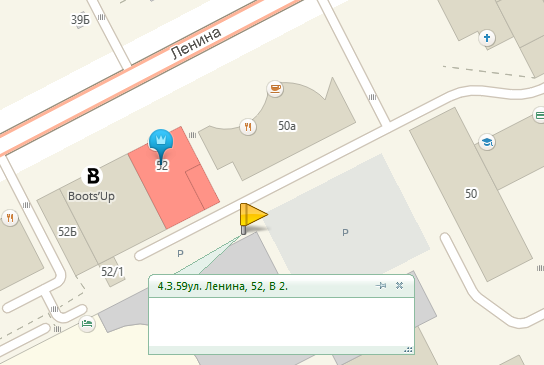 39Б
Ленина
50а
52
B
Boots'Up
50
52Б
P
P
52/1
4.3.59ул. Ленина, 52, В 2.